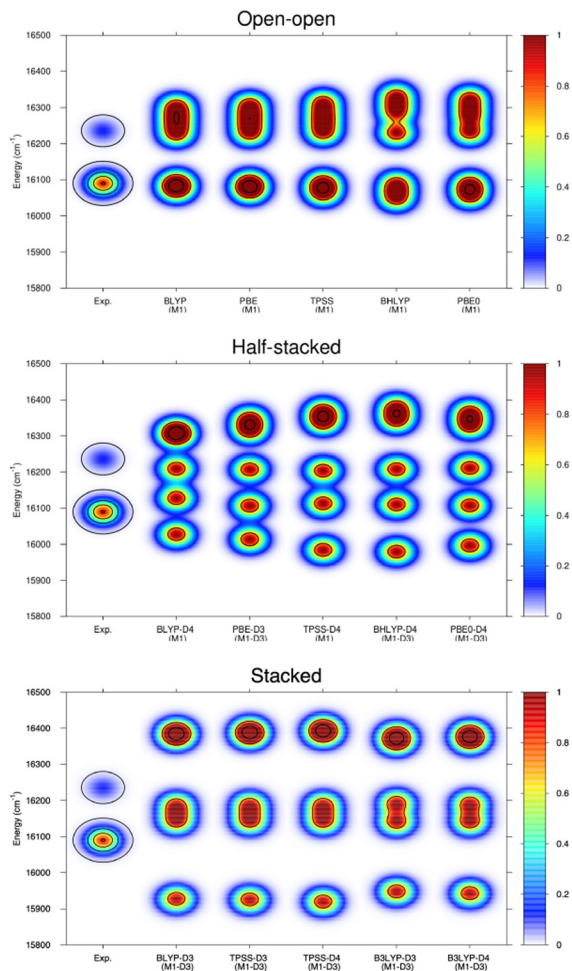 Open-open
16500
16400
16300
16200
16100
16000
15900
15800
Energy (cm-1)
Exp.
BLYP
(M1)
PBE
(M1)
TPSS
(M1)
BHLYP
(M1)
PBE0
(M1)
1
0.8
0.6
0.4
0.2
0
Half-stacked
16500
16400
16300
16200
16100
16000
15900
15800
Energy (cm-1)
Exp.
BLYP-D4
(M1)
PBE-D3
(M1-D3)
TPSS-D4
(M1)
BHLYP-D4
(M1-D3)
PBE0-D4
(M1-D3)
1
0.8
0.6
0.4
0.2
0
Stacked
16500
16400
16300
16200
16100
16000
15900
15800
Energy (cm-1)
Exp.
BLYP-D3
(M1-D3)
TPSS-D3
(M1-D3)
TPSS-D4
(M1-D3)
B3LYP-D3
(M1-D3)
B3LYP-D4
(M1-D3)
1
0.8
0.6
0.4
0.2
0